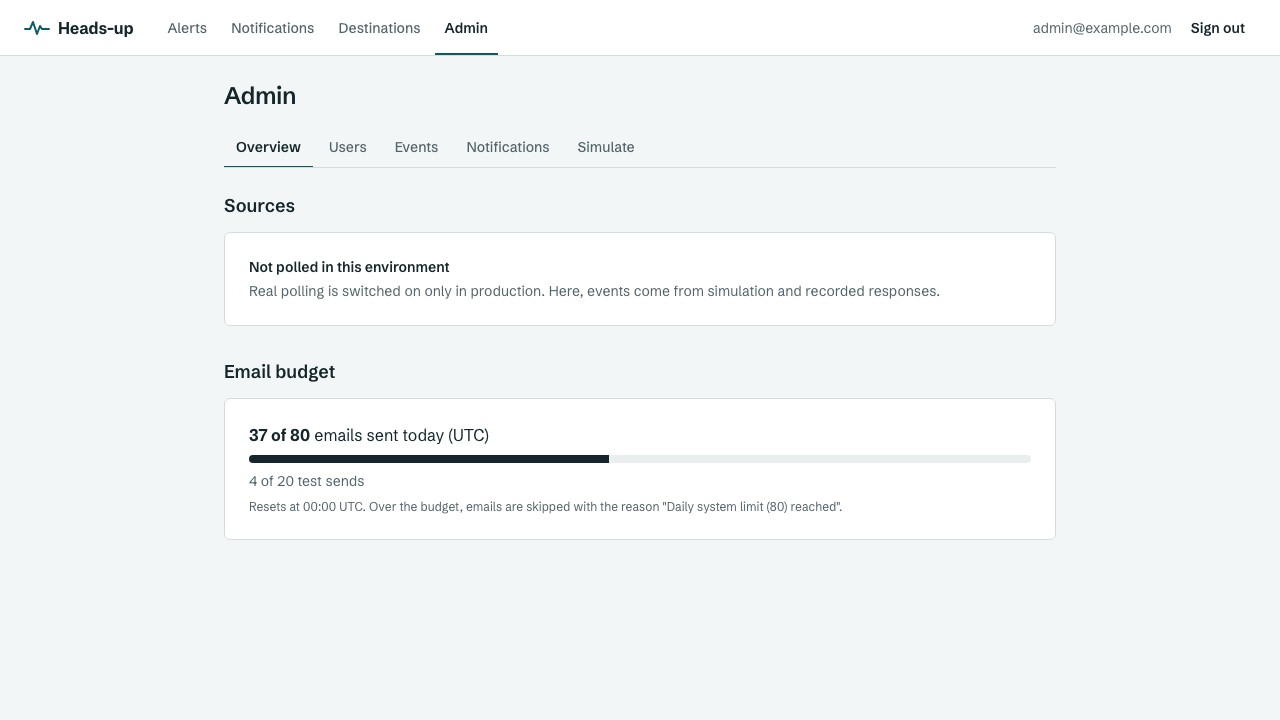 Heads-up
Alerts
Notifications
Destinations
Admin
admin@example.com
Sign out
Admin
Overview
Users
Events
Notifications
Simulate
Sources
Not polled in this environment
Real polling is switched on only in production. Here, events come from simulation and recorded responses.
Email budget
37 of 80 emails sent today (UTC)
4 of 20 test sends
Resets at 00:00 UTC. Over the budget, emails are skipped with the reason "Daily system limit (80) reached".